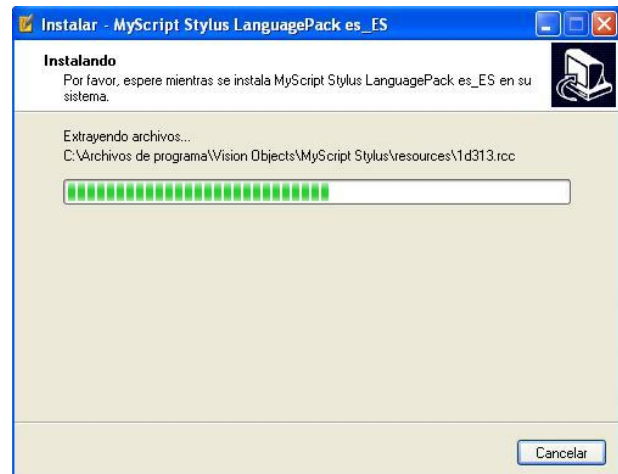 Instalar - MyScript Stylus LanguagePack es_ES
Instalando
Por favor, espere mientras se instala MyScript Stylus LanguagePack es_ES en su
sistema.
Extrayendo archivos...
C:\Archivos de programa\Vision Objects\MyScript Stylus\resources\1d313.rcc
Cancelar